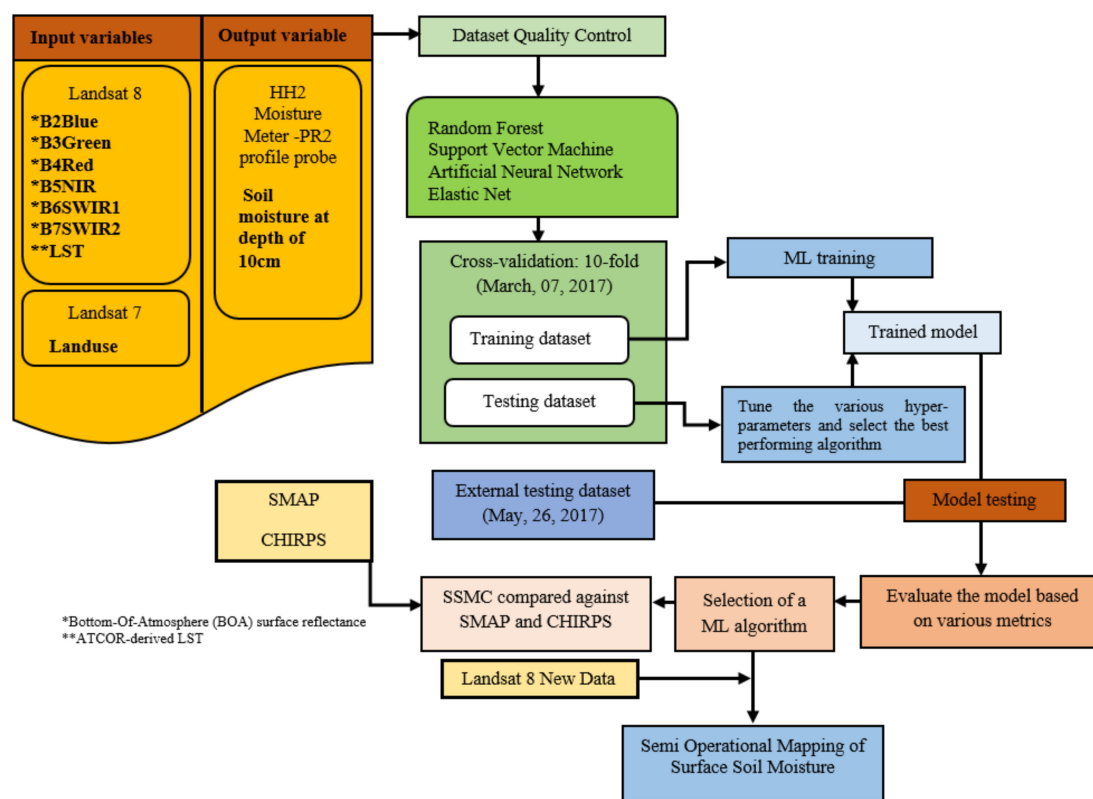 Input variables
Output variable
Landsat 8
*B2Blue
*B3Green
*B4Red
*B5NIR
*B6SWIR1
*B7SWIR2
**LST
Landsat 7
Landuse
HH2
Moisture
Meter -PR2
profile probe
Soil
moisture at
depth of
10cm
Dataset Quality Control
Random Forest
Support Vector Machine
Artificial Neural Network
Elastic Net
Cross-validation: 10-fold
(March, 07, 2017)
Training dataset
Testing dataset
ML training
Trained model
Tune the various hyper-
parameters and select the best
performing algorithm
External testing dataset
(May, 26, 2017)
Model testing
SMAP
CHIRPS
SSMC compared against
SMAP and CHIRPS
Selection of a
ML algorithm
Evaluate the model based
on various metrics
*Bottom-Of-Atmosphere (BOA) surface reflectance
**ATCOR-derived LST
Landsat 8 New Data
Semi Operational Mapping of
Surface Soil Moisture